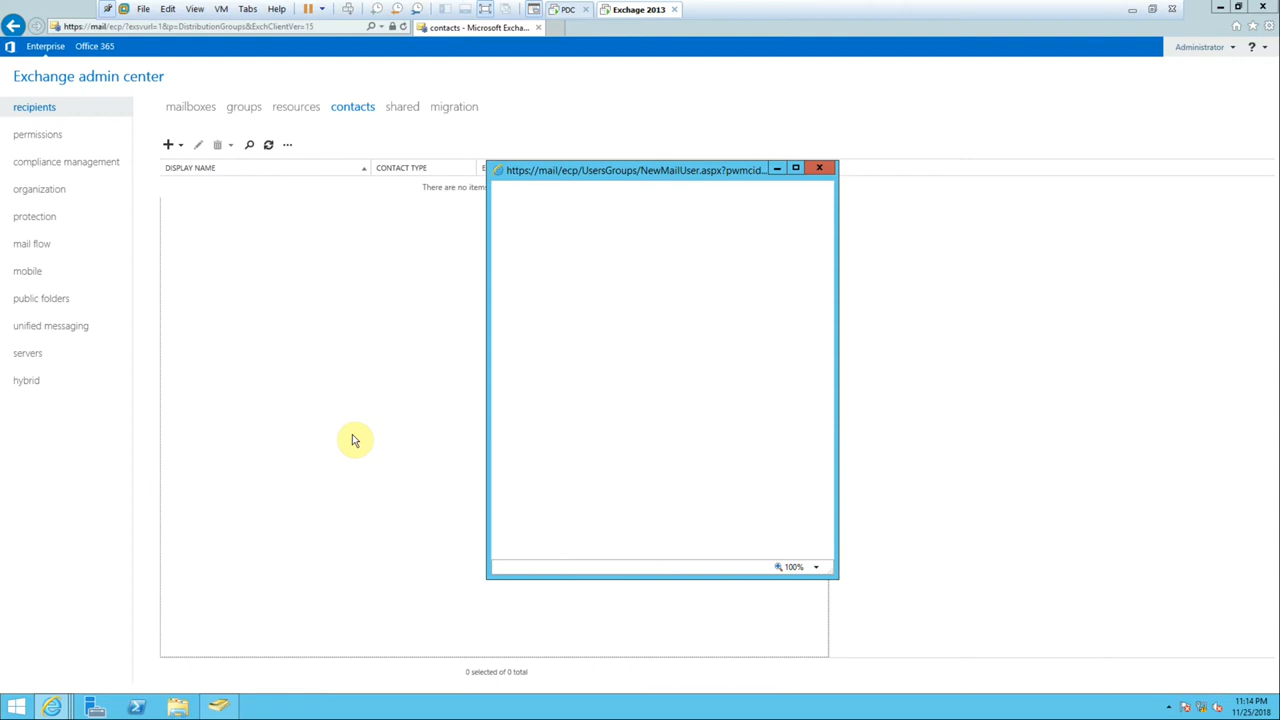 File Edit View VM Tabs Help
PDC
Exchage 2013
https://mail/ecp/?exsvurl=1&p=DistributionGroups&ExchClientVer=15
contacts - Microsoft Excha...
Enterprise
Office 365
Administrator
?
Exchange admin center
recipients
permissions
compliance management
organization
protection
mail flow
mobile
public folders
unified messaging
servers
hybrid
mailboxes groups resources contacts shared migration
DISPLAY NAME
CONTACT TYPE
E
There are no items
https://mail/ecp/UsersGroups/NewMailUser.aspx?pwmcid...
100%
0 selected of 0 total
11:14 PM
11/25/2018